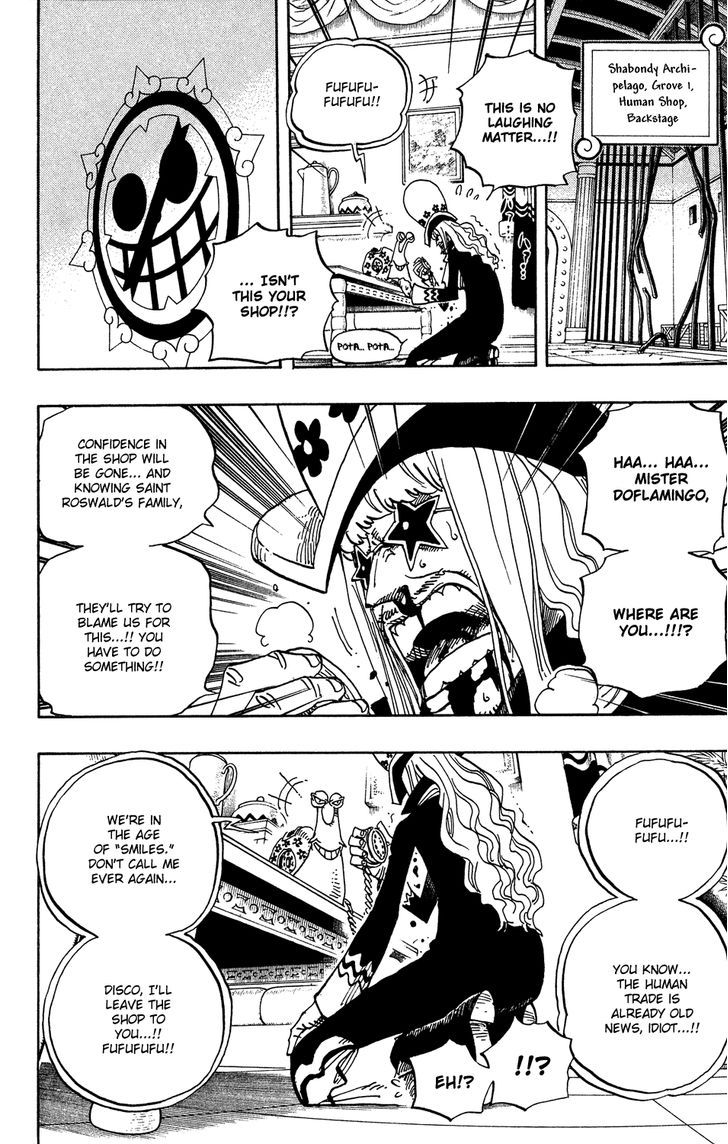 Shabondy Archi-
pelago, Grove 1,
Human Shop,
Backstage
THIS IS NO
LAUGHING
MATTER...!!
FUFUFU-
FUFUFU!!
POTA.. POTA..
... ISN'T
THIS YOUR
SHOP!!?
HAA... HAA...
MISTER
DOFLAMINGO,
WHERE ARE
YOU...!!!?
CONFIDENCE IN
THE SHOP WILL
BE GONE... AND
KNOWING SAINT
ROSWALD'S FAMILY,
THEY'LL TRY TO
BLAME US FOR
THIS...!! YOU
HAVE TO DO
SOMETHING!!
FUFUFU-
FUFU...!!
YOU KNOW...
THE HUMAN
TRADE IS
ALREADY OLD
NEWS, IDIOT...!!
!!?
EH!?
WE'RE IN
THE AGE
OF "SMILES."
DON'T CALL ME
EVER AGAIN...
DISCO, I'LL
LEAVE THE
SHOP TO
YOU...!!
FUFUFUFU!!